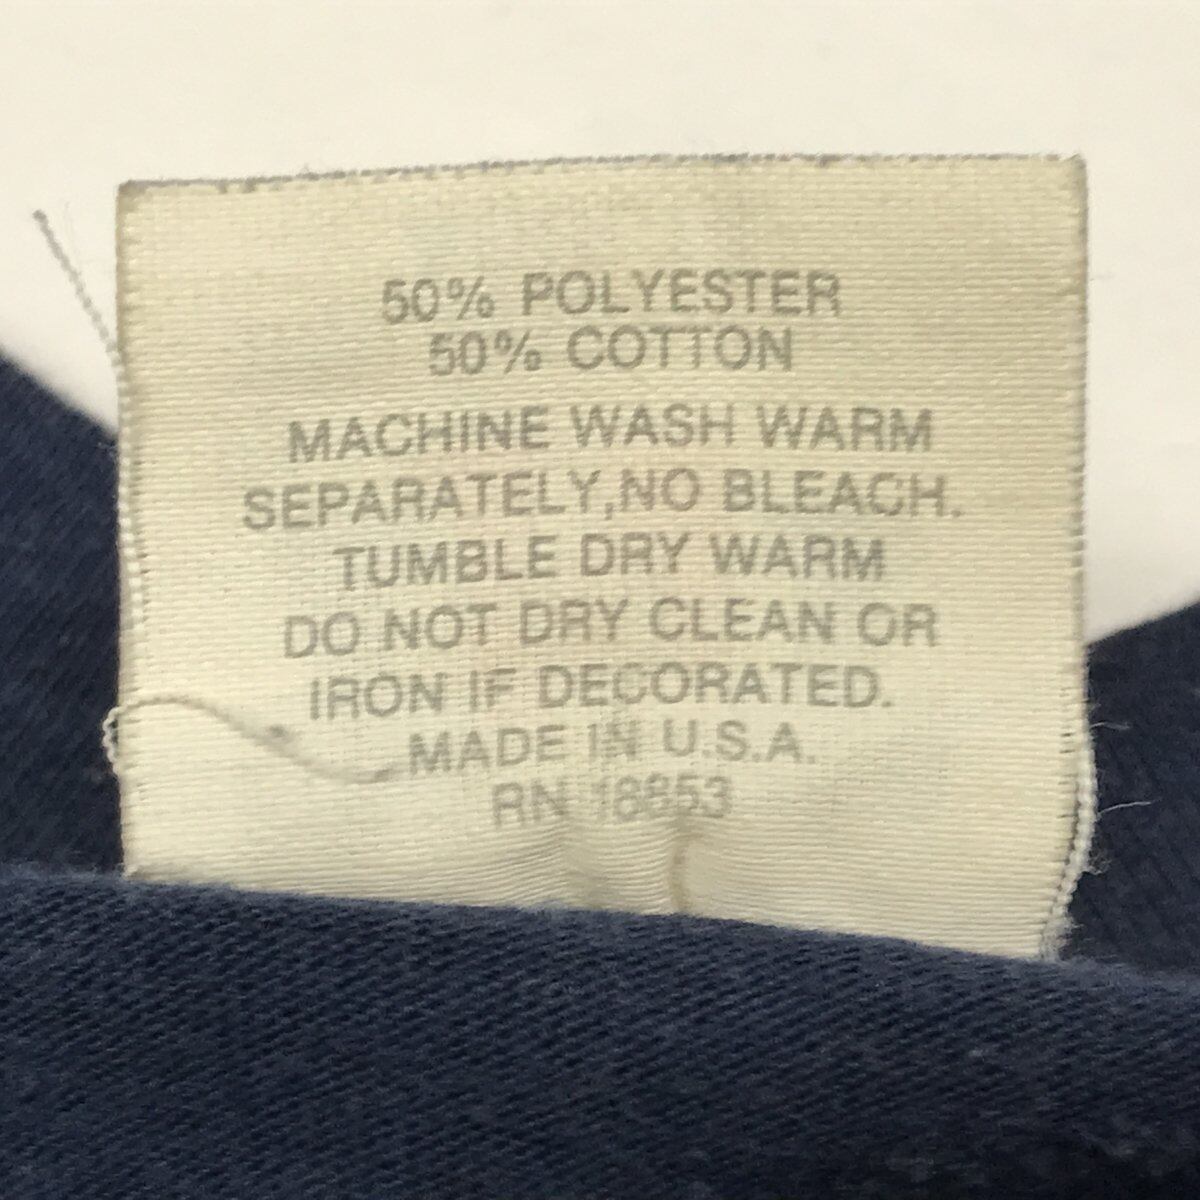 50% POLYESTER
50% COTTON
MACHINE WASH WARM
SEPARATELY,NO BLEACH.
TUMBLE DRY WARM
DO NOT DRY CLEAN OR
IRON IF DECORATED.
MADE IN U.S.A.
RN 18853